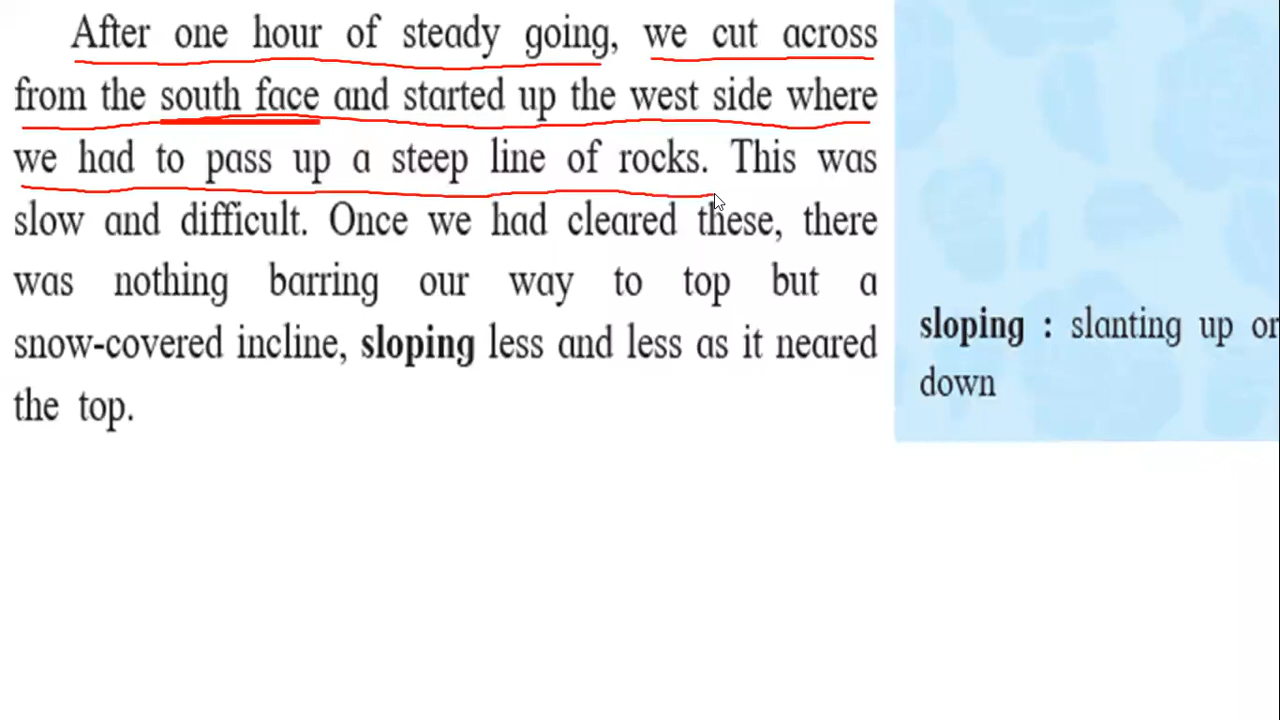 After one hour of steady going, we cut across
from the south face and started up the west side where
we had to pass up a steep line of rocks. This was
slow and difficult. Once we had cleared these, there
was nothing barring our way to top but a
snow-covered incline, sloping less and less as it neared
the top.
sloping : slanting up or
down